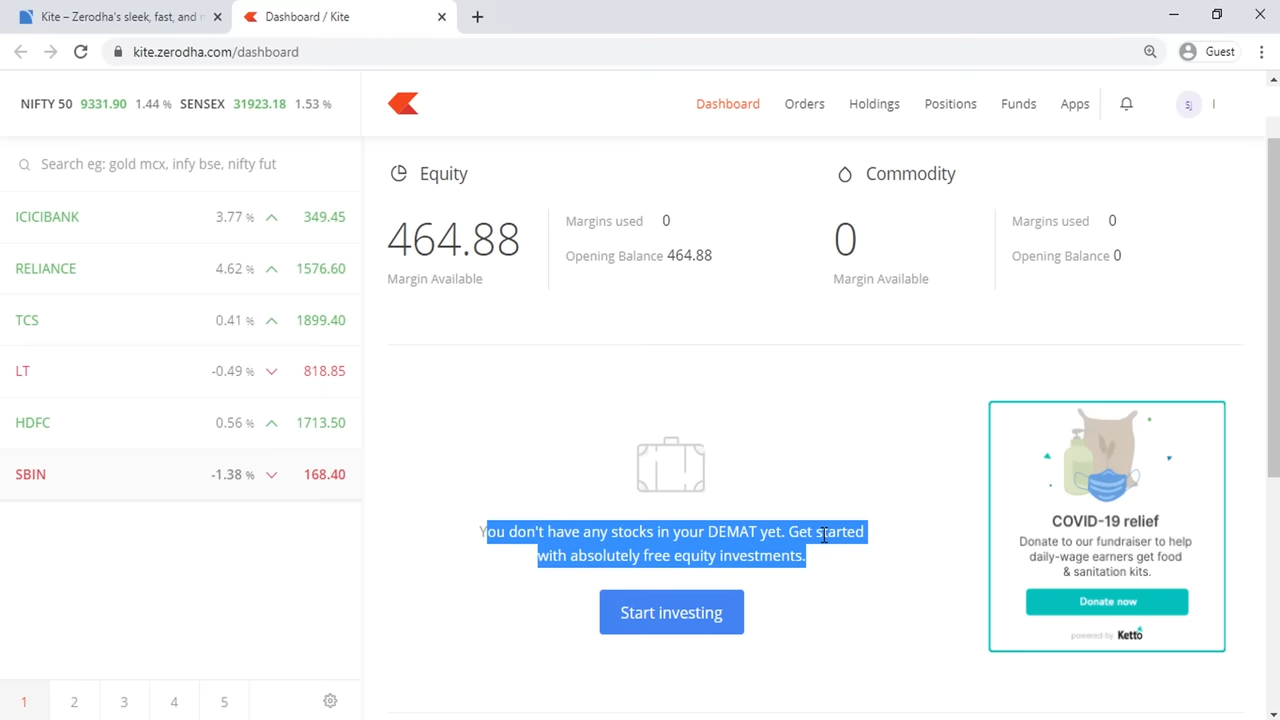 Kite – Zerodha's sleek, fast, and
Dashboard / Kite
kite.zerodha.com/dashboard
Guest
NIFTY 50 9331.90 1.44 % SENSEX 31923.18 1.53 %
Dashboard Orders Holdings Positions Funds Apps sj I
Search eg: gold mcx, infy bse, nifty fut
ICICIBANK 3.77 % 349.45
RELIANCE 4.62 % 1576.60
TCS 0.41 % 1899.40
LT -0.49 % 818.85
HDFC 0.56 % 1713.50
SBIN -1.38 % 168.40
1 2 3 4 5
Equity
464.88
Margin Available
Margins used 0
Opening Balance 464.88
Commodity
0
Margin Available
Margins used 0
Opening Balance 0
You don't have any stocks in your DEMAT yet. Get started
with absolutely free equity investments.
Start investing
COVID-19 relief
Donate to our fundraiser to help
daily-wage earners get food
& sanitation kits.
Donate now
powered by Ketto